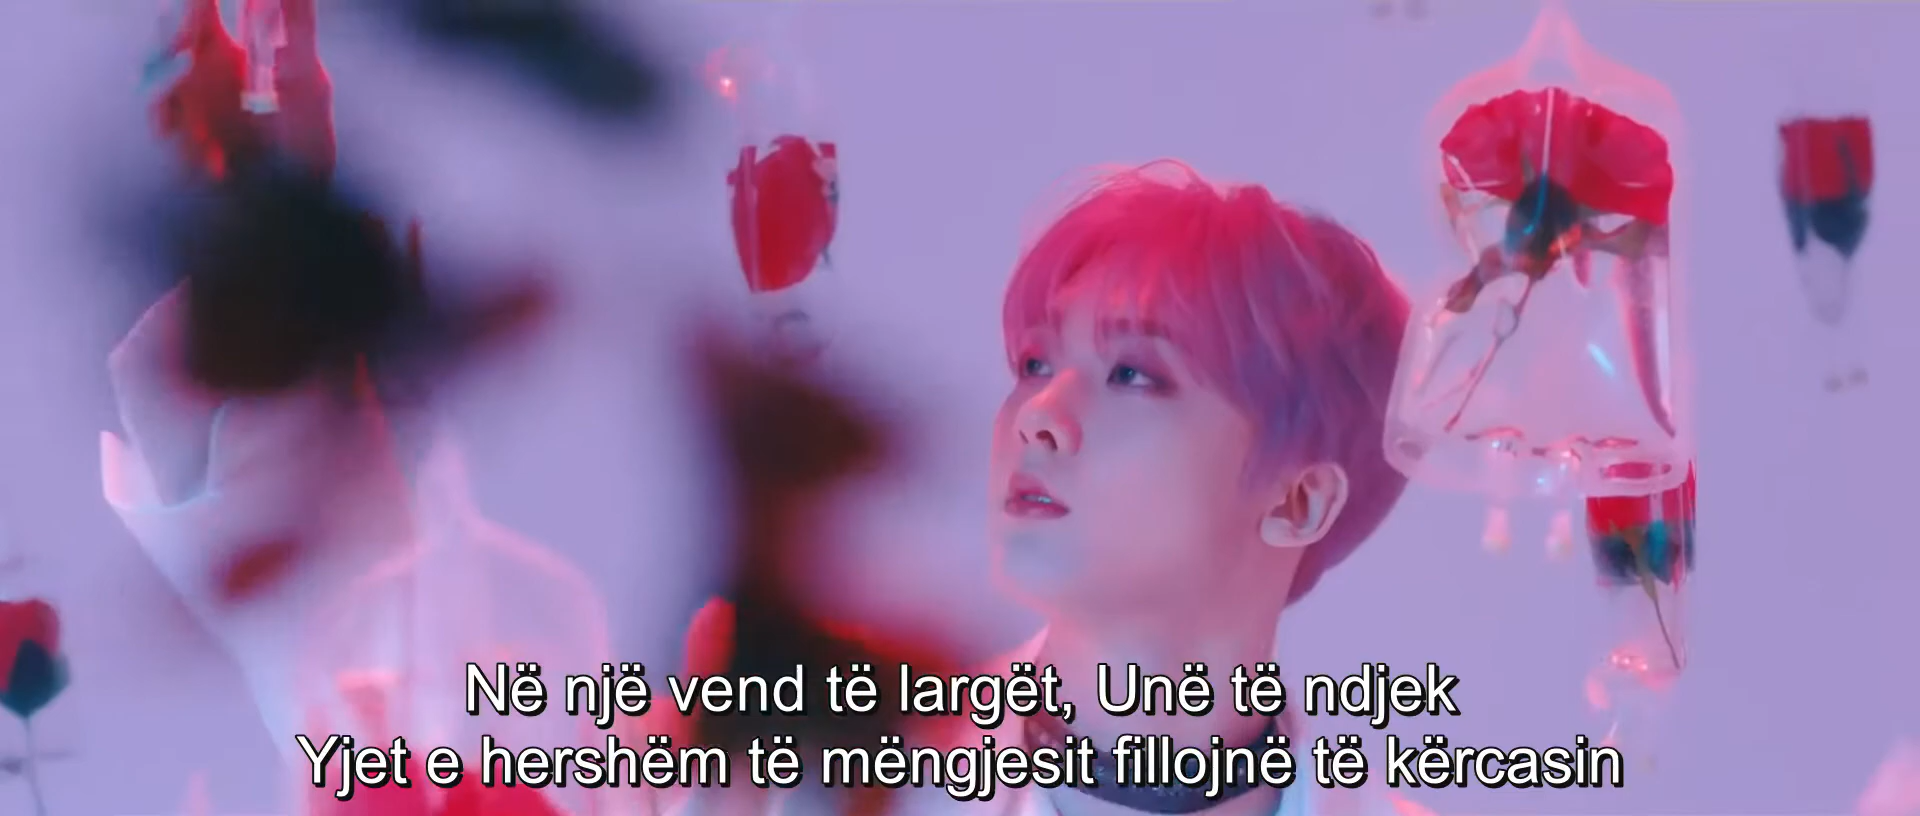 Në një vend të largët, Unë të ndjek
Yjet e hershëm të mëngjesit fillojnë të kërcasin